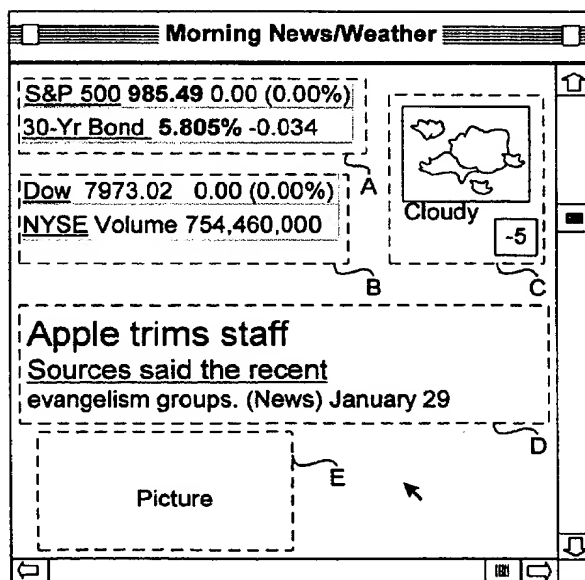 Morning News/Weather
S&P 500 985.49 0.00 (0.00%)
30-Yr Bond 5.805% -0.034
A
Dow 7973.02 0.00 (0.00%)
NYSE Volume 754,460,000
B
Cloudy
-5
C
Apple trims staff
Sources said the recent
evangelism groups. (News) January 29
D
Picture
E